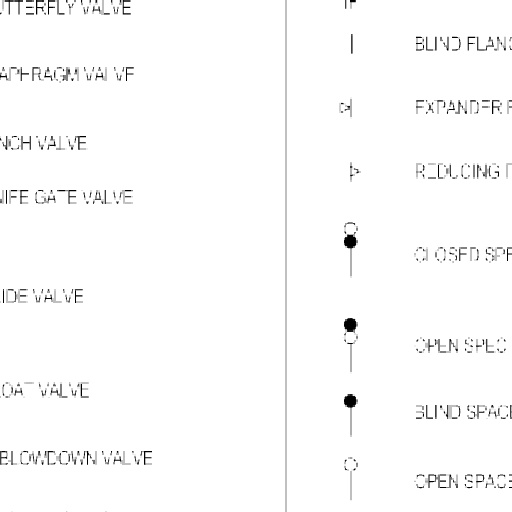 UTTERFLY VALVE
APHRAGM VALVE
NCH VALVE
NIFE GATE VALVE
IDE VALVE
OAT VALVE
BLOWDOWN VALVE
BLIND FLANG
EXPANDER F
REDUCING F
CLOSED SPE
OPEN SPEC
BLIND SPACE
OPEN SPACE